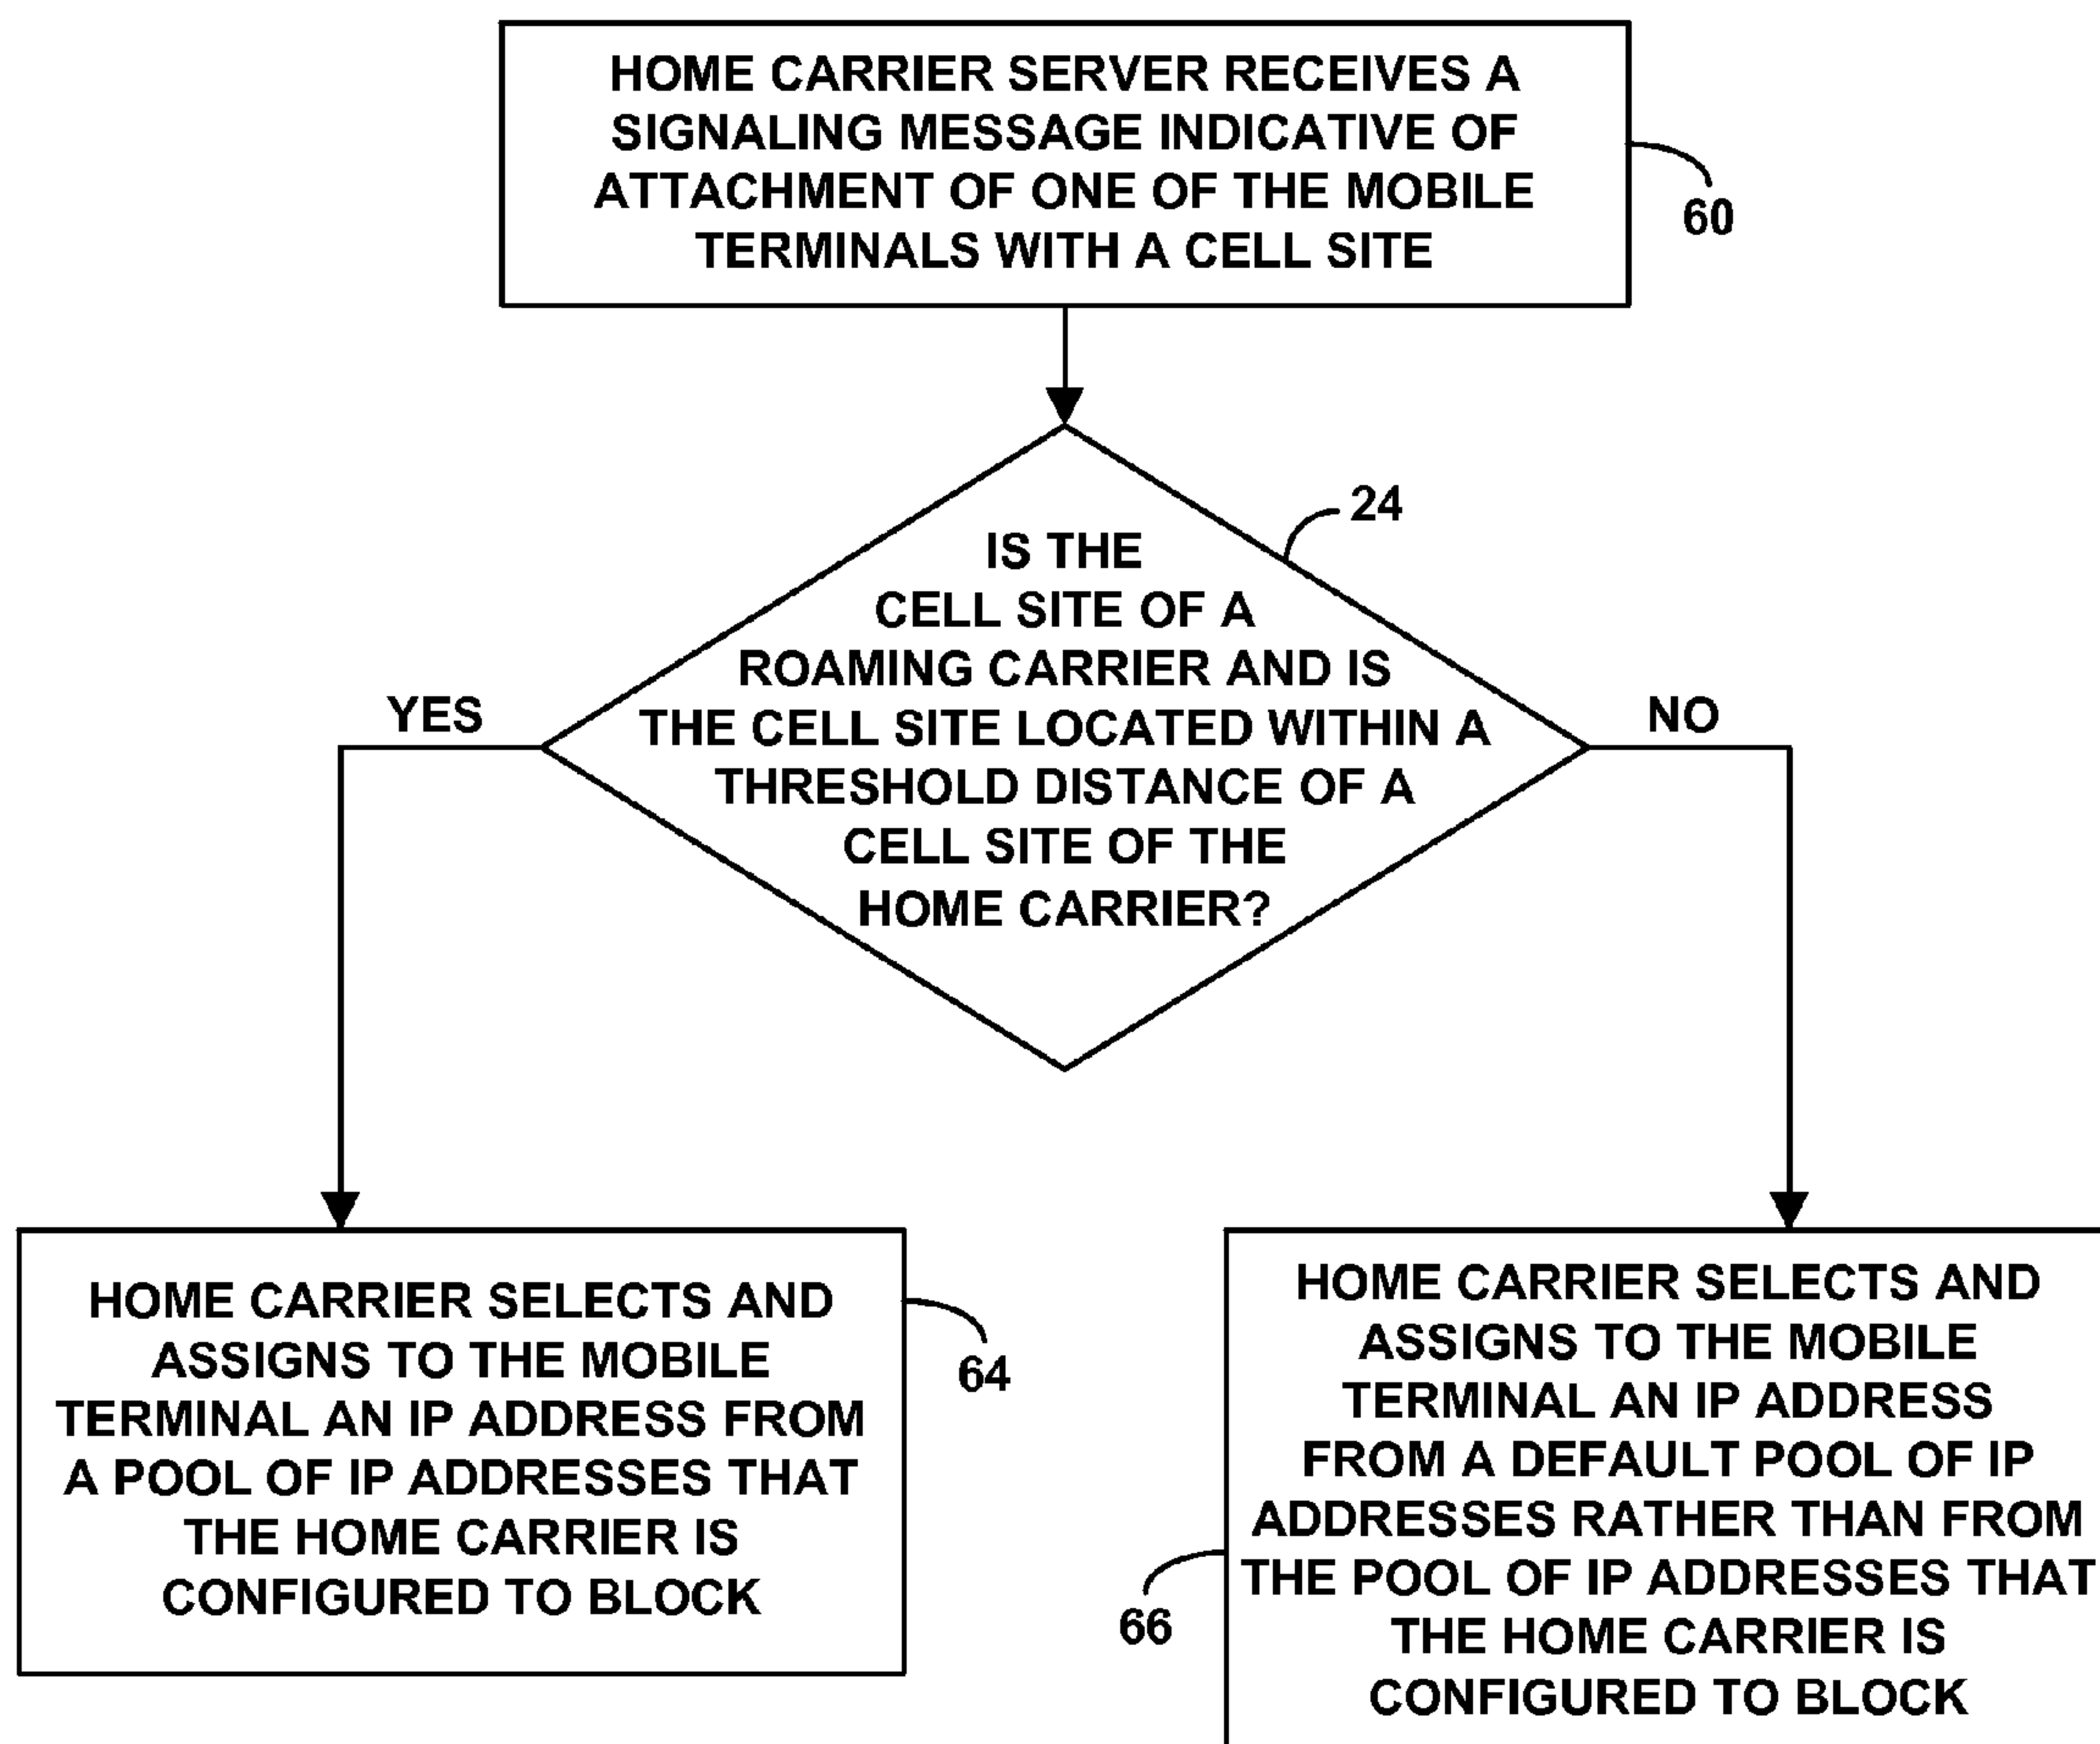 HOME CARRIER SERVER RECEIVES A
SIGNALING MESSAGE INDICATIVE OF
ATTACHMENT OF ONE OF THE MOBILE
TERMINALS WITH A CELL SITE
60
24
IS THE
CELL SITE OF A
ROAMING CARRIER AND IS
THE CELL SITE LOCATED WITHIN A
THRESHOLD DISTANCE OF A
CELL SITE OF THE
HOME CARRIER?
YES
NO
HOME CARRIER SELECTS AND
ASSIGNS TO THE MOBILE
TERMINAL AN IP ADDRESS FROM
A POOL OF IP ADDRESSES THAT
THE HOME CARRIER IS
CONFIGURED TO BLOCK
64
HOME CARRIER SELECTS AND
ASSIGNS TO THE MOBILE
TERMINAL AN IP ADDRESS
FROM A DEFAULT POOL OF IP
ADDRESSES RATHER THAN FROM
THE POOL OF IP ADDRESSES THAT
THE HOME CARRIER IS
CONFIGURED TO BLOCK
66